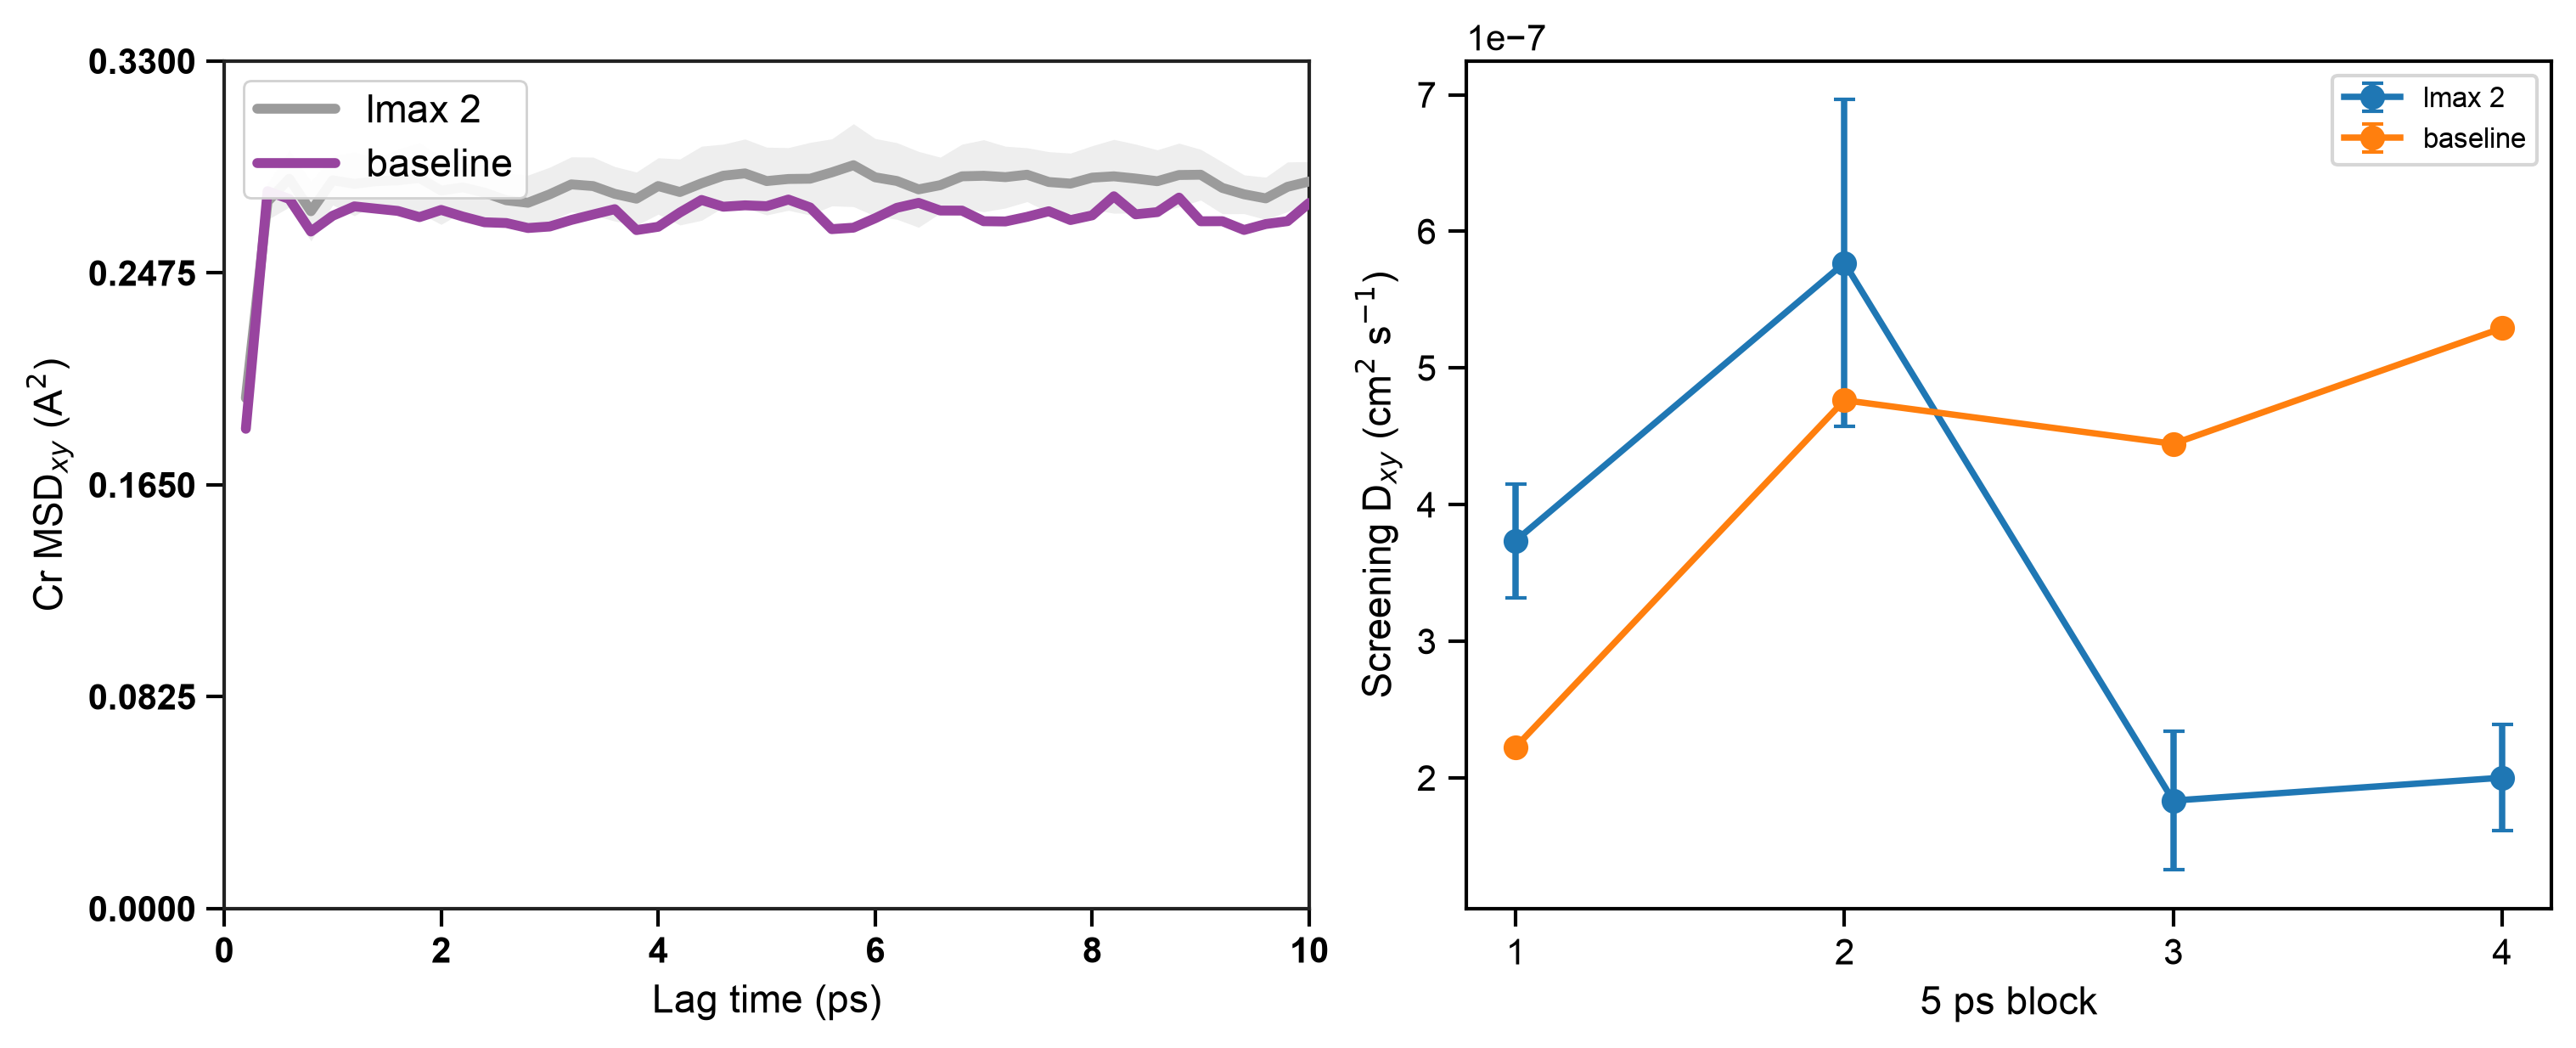 0.3300
0.2475
0.1650
0.0825
0.0000
0 2 4 6 8 10
Lag time (ps)
Cr MSD$_{xy}$ (A$^{2}$)
lmax 2
baseline
1e−7
7
6
5
4
3
2
1 2 3 4
5 ps block
Screening D$_{xy}$ (cm$^{2}$ s$^{−1}$)
lmax 2
baseline